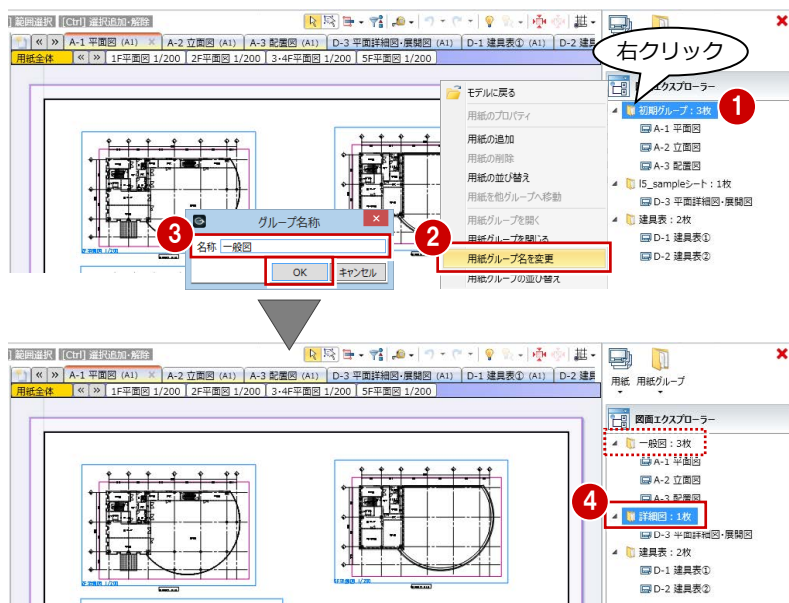 範囲選択 [Ctrl] 選択追加・解除
« » A-1 平面図 (A1) × A-2 立面図 (A1) A-3 配置図 (A1) D-3 平面詳細図・展開図 (A1) D-1 建具表① (A1) D-2 建具
用紙全体 « » 1F平面図 1/200 2F平面図 1/200 3・4F平面図 1/200 5F平面図 1/200
右クリック
エクスプローラー
1
初期グループ : 3枚
A-1 平面図
A-2 立面図
A-3 配置図
I5_sampleシート : 1枚
D-3 平面詳細図・展開図
建具表 : 2枚
D-1 建具表①
D-2 建具表②
モデルに戻る
用紙のプロパティ
用紙の追加
用紙の削除
用紙の並び替え
用紙を他グループへ移動
用紙グループを開く
用紙グループを閉じる
2
用紙グループ名を変更
用紙グループの並び替え
3
グループ名称
名称 一般図
OK キャンセル
範囲選択 [Ctrl] 選択追加・解除
« » A-1 平面図 (A1) × A-2 立面図 (A1) A-3 配置図 (A1) D-3 平面詳細図・展開図 (A1) D-1 建具表① (A1) D-2 建具
用紙全体 « » 1F平面図 1/200 2F平面図 1/200 3・4F平面図 1/200 5F平面図 1/200
用紙 用紙グループ
図面エクスプローラー
一般図 : 3枚
A-1 平面図
A-2 立面図
A-3 配置図
4
詳細図 : 1枚
D-3 平面詳細図・展開図
建具表 : 2枚
D-1 建具表①
D-2 建具表②